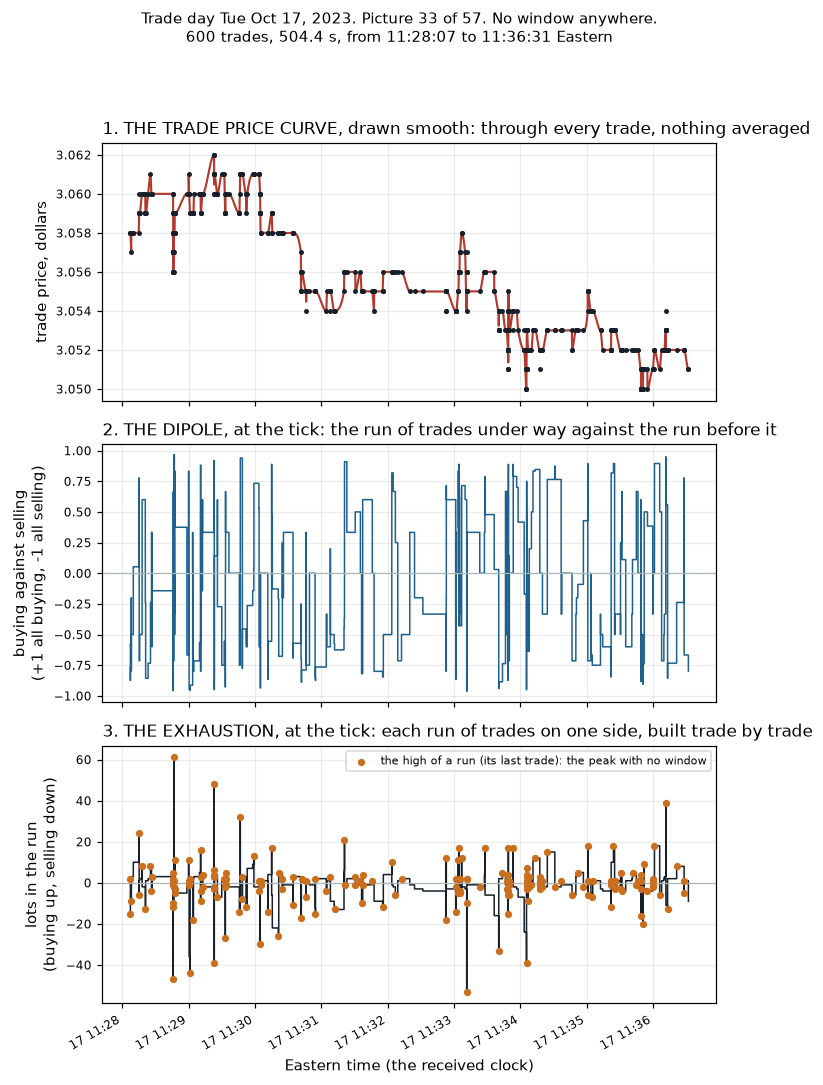 Trade day Tue Oct 17, 2023. Picture 33 of 57. No window anywhere.
600 trades, 504.4 s, from 11:28:07 to 11:36:31 Eastern
1. THE TRADE PRICE CURVE, drawn smooth: through every trade, nothing averaged
trade price, dollars
3.062
3.060
3.058
3.056
3.054
3.052
3.050
2. THE DIPOLE, at the tick: the run of trades under way against the run before it
buying against selling
(+1 all buying, -1 all selling)
1.00
0.75
0.50
0.25
0.00
−0.25
−0.50
−0.75
−1.00
3. THE EXHAUSTION, at the tick: each run of trades on one side, built trade by trade
the high of a run (its last trade): the peak with no window
lots in the run
(buying up, selling down)
60
40
20
0
−20
−40
17 11:28
17 11:29
17 11:30
17 11:31
17 11:32
17 11:33
17 11:34
17 11:35
17 11:36
Eastern time (the received clock)